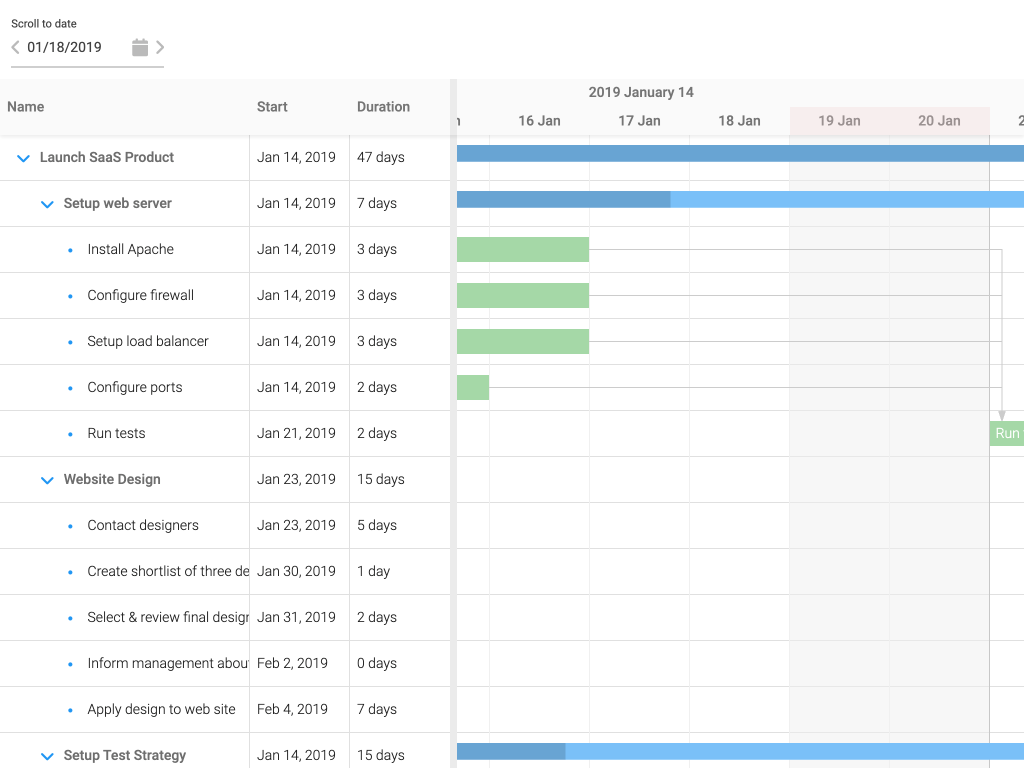 Scroll to date
01/18/2019
2019 January 14
Name Start Duration
16 Jan 17 Jan 18 Jan 19 Jan 20 Jan
Launch SaaS Product Jan 14, 2019 47 days
Setup web server Jan 14, 2019 7 days
Install Apache Jan 14, 2019 3 days
Configure firewall Jan 14, 2019 3 days
Setup load balancer Jan 14, 2019 3 days
Configure ports Jan 14, 2019 2 days
Run tests Jan 21, 2019 2 days Run
Website Design Jan 23, 2019 15 days
Contact designers Jan 23, 2019 5 days
Create shortlist of three de Jan 30, 2019 1 day
Select & review final design Jan 31, 2019 2 days
Inform management about Feb 2, 2019 0 days
Apply design to web site Feb 4, 2019 7 days
Setup Test Strategy Jan 14, 2019 15 days